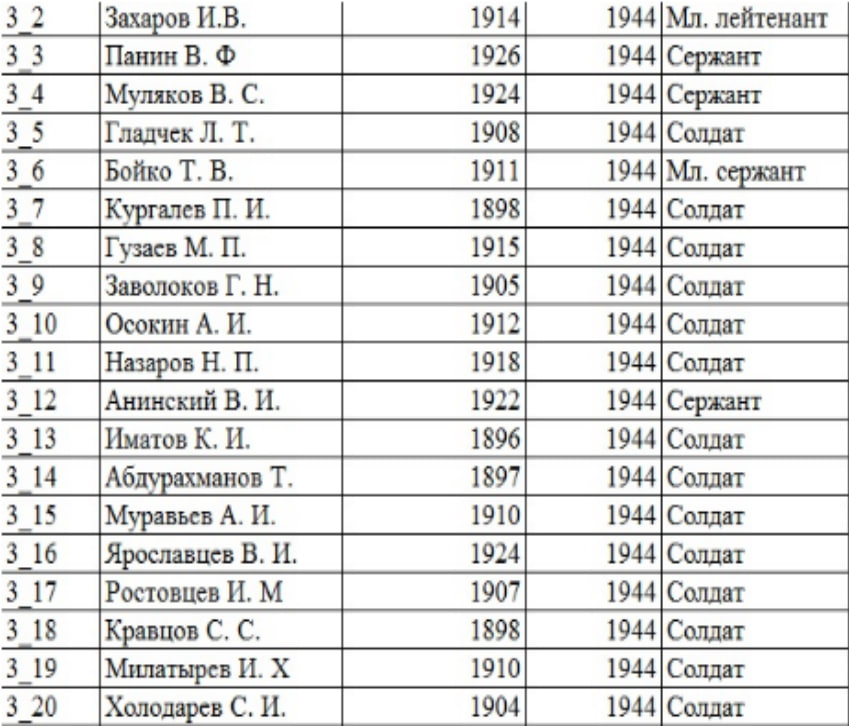 3_2 Захаров И.В. 1914 1944 Мл. лейтенант
3_3 Панин В. Ф 1926 1944 Сержант
3_4 Муляков В. С. 1924 1944 Сержант
3_5 Гладчек Л. Т. 1908 1944 Солдат
3_6 Бойко Т. В. 1911 1944 Мл. сержант
3_7 Кургалев П. И. 1898 1944 Солдат
3_8 Гузаев М. П. 1915 1944 Солдат
3_9 Заволоков Г. Н. 1905 1944 Солдат
3_10 Осокин А. И. 1912 1944 Солдат
3_11 Назаров Н. П. 1918 1944 Солдат
3_12 Анинский В. И. 1922 1944 Сержант
3_13 Иматов К. И. 1896 1944 Солдат
3_14 Абдурахманов Т. 1897 1944 Солдат
3_15 Муравьев А. И. 1910 1944 Солдат
3_16 Ярославцев В. И. 1924 1944 Солдат
3_17 Ростовцев И. М 1907 1944 Солдат
3_18 Кравцов С. С. 1898 1944 Солдат
3_19 Милатырев И. Х 1910 1944 Солдат
3_20 Холодарев С. И. 1904 1944 Солдат